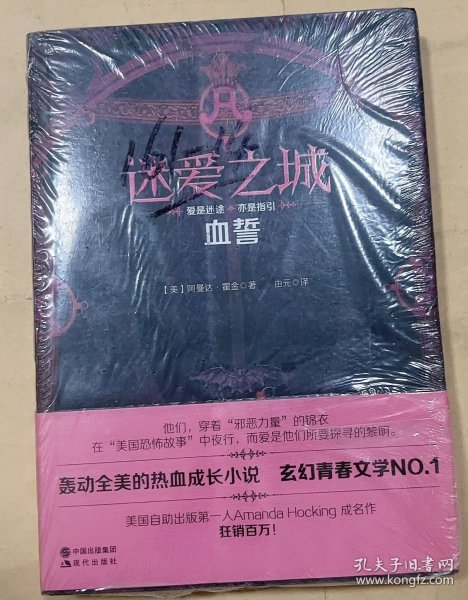 迷爱之城
爱是迷途 亦是指引
血誓
【美】阿曼达·霍金◎著 由元◎译
他们，穿着“邪恶力量”的锦衣
在“美国恐怖故事”中夜行，而爱是他们所要探寻的黎明。
轰动全美的热血成长小说 玄幻青春文学NO.1
美国自助出版第一人Amanda Hocking 成名作
狂销百万！
中国出版集团
现代出版社
孔夫子旧书网
www.kongfz.com